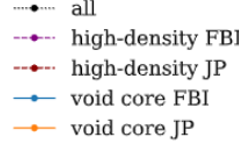 all
high-density FBI
high-density JP
void core FBI
void core JP